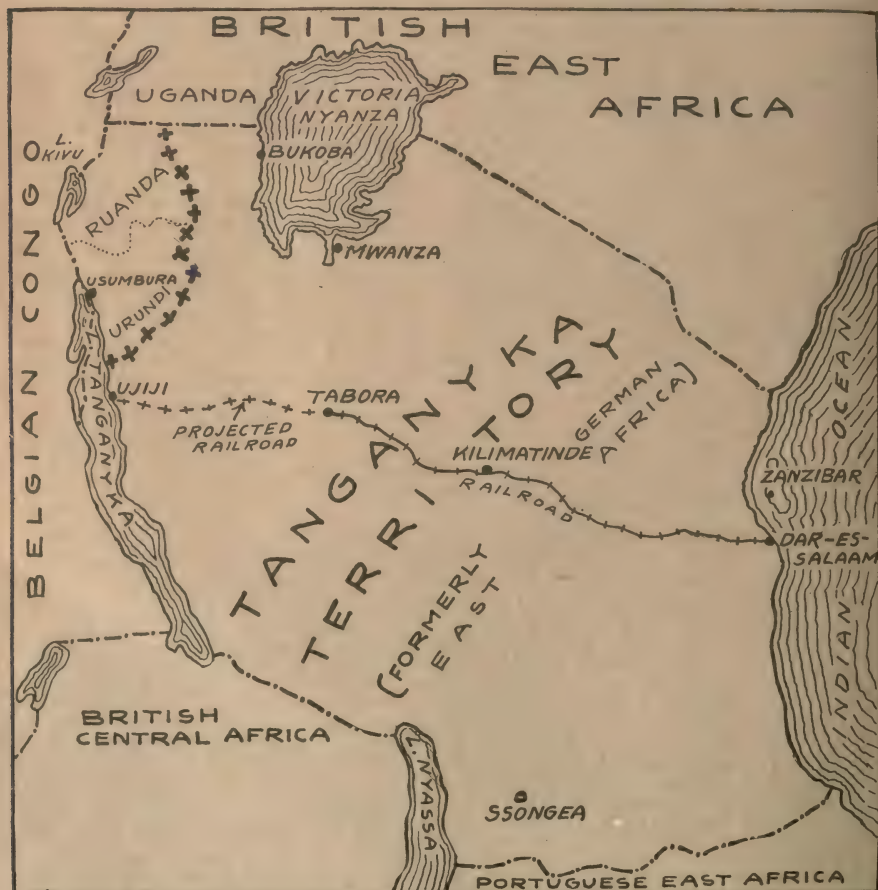 BRITISH
EAST
AFRICA
UGANDA
VICTORIA
NYANZA
BUKOBA
L.
KIVU
RUANDA
MWANZA
USUMBURA
URUNDI
BELGIAN CONGO
L. TANGANYKA
UJIJI
PROJECTED
RAILROAD
TABORA
TANGANYKA
TERRITORY
(FORMERLY GERMAN
EAST AFRICA)
KILIMATINDE
RAILROAD
ZANZIBAR
DAR-ES-
SALAAM
INDIAN OCEAN
BRITISH
CENTRAL AFRICA
L. NYASSA
SSONGEA
PORTUGUESE EAST AFRICA